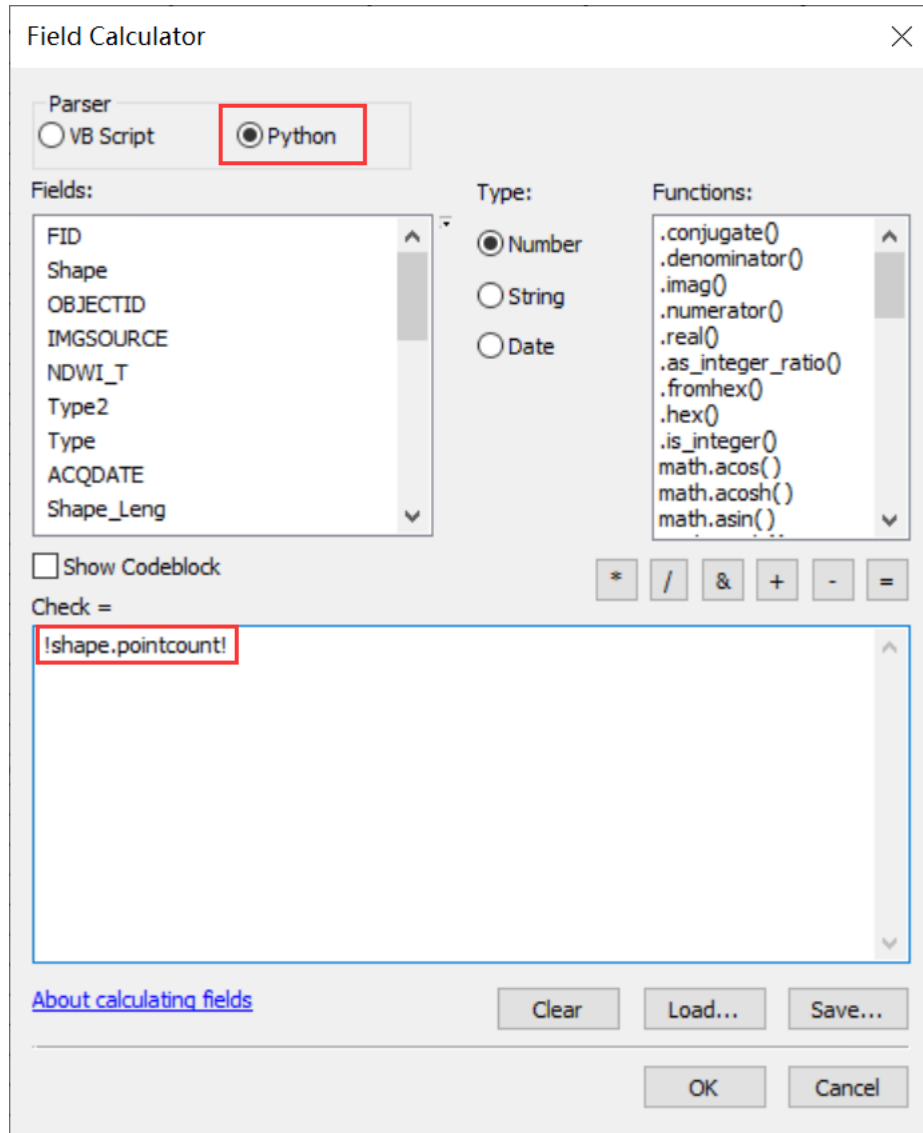 Field Calculator
Parser
VB Script
Python
Fields:
Type:
Functions:
FID
Shape
OBJECTID
IMGSOURCE
NDWI_T
Type2
Type
ACQDATE
Shape_Leng
Number
String
Date
.conjugate()
.denominator()
.imag()
.numerator()
.real()
.as_integer_ratio()
.fromhex()
.hex()
.is_integer()
math.acos( )
math.acosh( )
math.asin( )
Show Codeblock
* / & + - =
Check =
!shape.pointcount!
About calculating fields
Clear
Load...
Save...
OK
Cancel